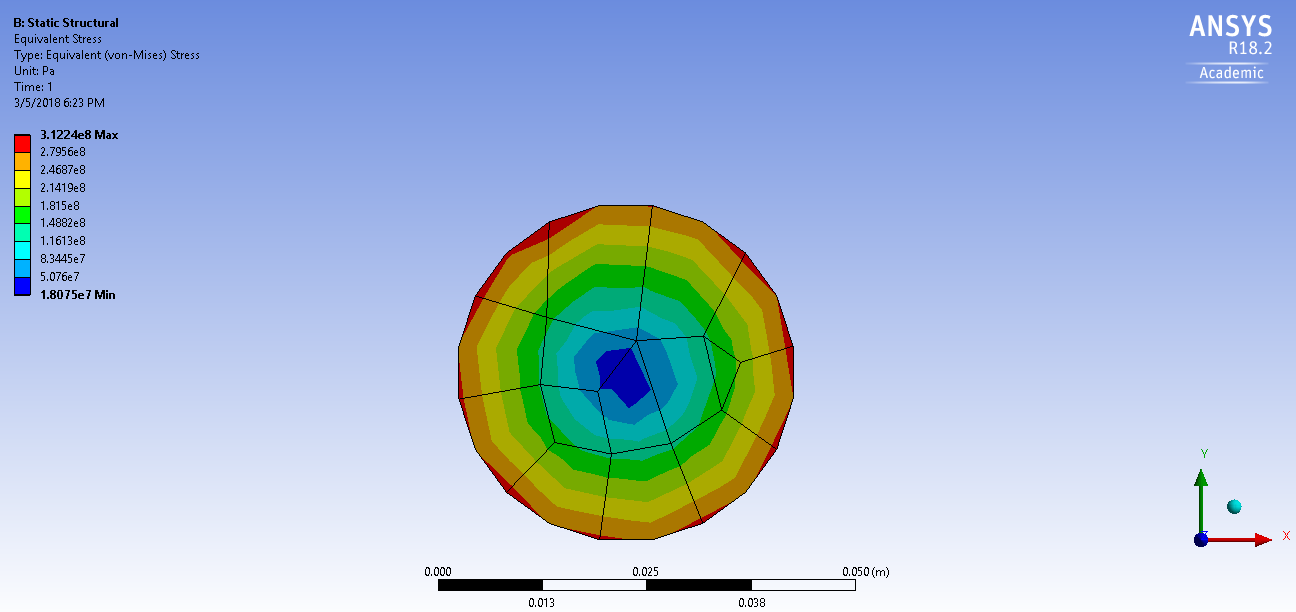 B: Static Structural
Equivalent Stress
Type: Equivalent (von-Mises) Stress
Unit: Pa
Time: 1
3/5/2018 6:23 PM
3.1224e8 Max
2.7956e8
2.4687e8
2.1419e8
1.815e8
1.4882e8
1.1613e8
8.3445e7
5.076e7
1.8075e7 Min
ANSYS
R18.2
Academic
Y
X
0.000 0.025 0.050 (m)
0.013 0.038